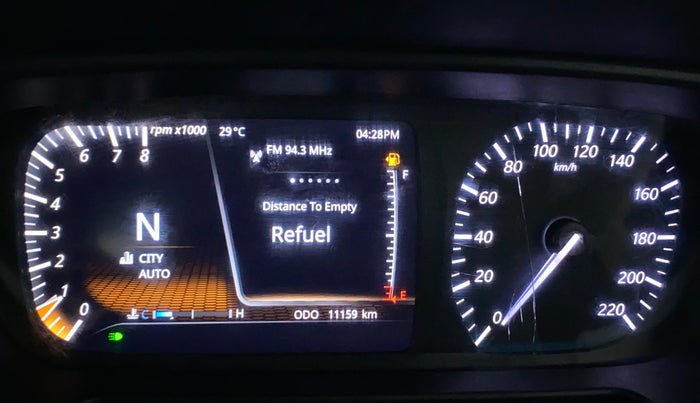 rpm x1000 29°C 04:28PM
FM 94.3 MHz
Distance To Empty
Refuel
F
E
N
CITY
AUTO
0 1 2 3 4 5 6 7 8
C H
ODO 11159 km
0 20 40 60 80 100 120 140 160 180 200 220
km/h